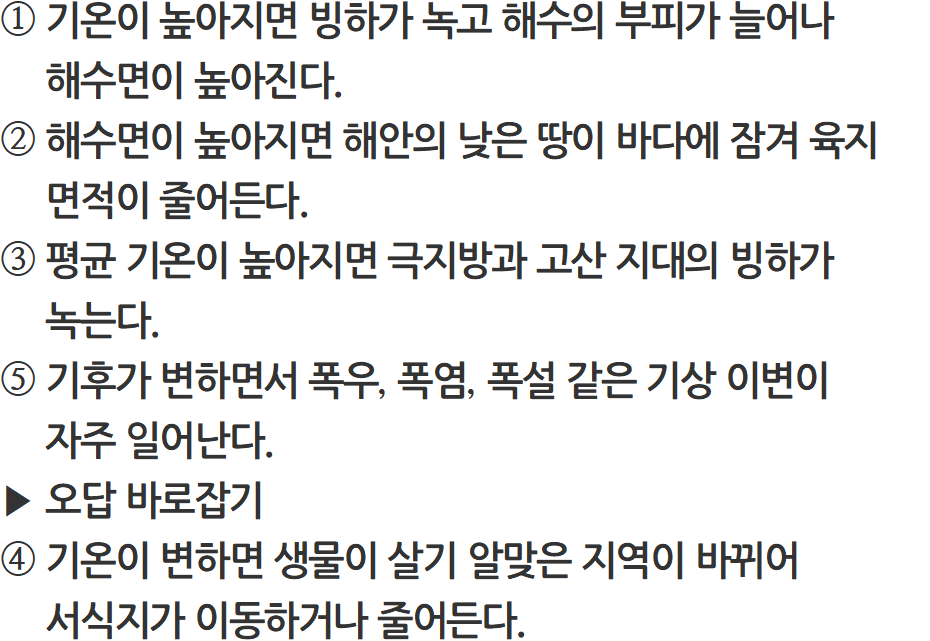 ① 기온이 높아지면 빙하가 녹고 해수의 부피가 늘어나
해수면이 높아진다.
② 해수면이 높아지면 해안의 낮은 땅이 바다에 잠겨 육지
면적이 줄어든다.
③ 평균 기온이 높아지면 극지방과 고산 지대의 빙하가
녹는다.
⑤ 기후가 변하면서 폭우, 폭염, 폭설 같은 기상 이변이
자주 일어난다.
▶ 오답 바로잡기
④ 기온이 변하면 생물이 살기 알맞은 지역이 바뀌어
서식지가 이동하거나 줄어든다.